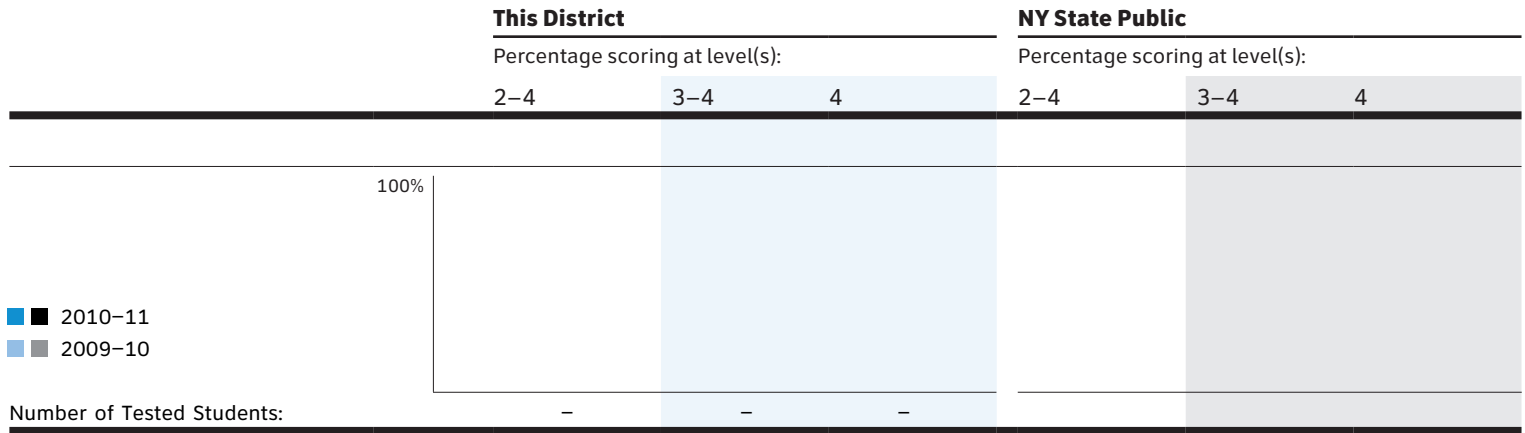 This District NY State Public
Percentage scoring at level(s): Percentage scoring at level(s):
2–4 3–4 4 2–4 3–4 4
100%
2010–11
2009–10
Number of Tested Students: – – –